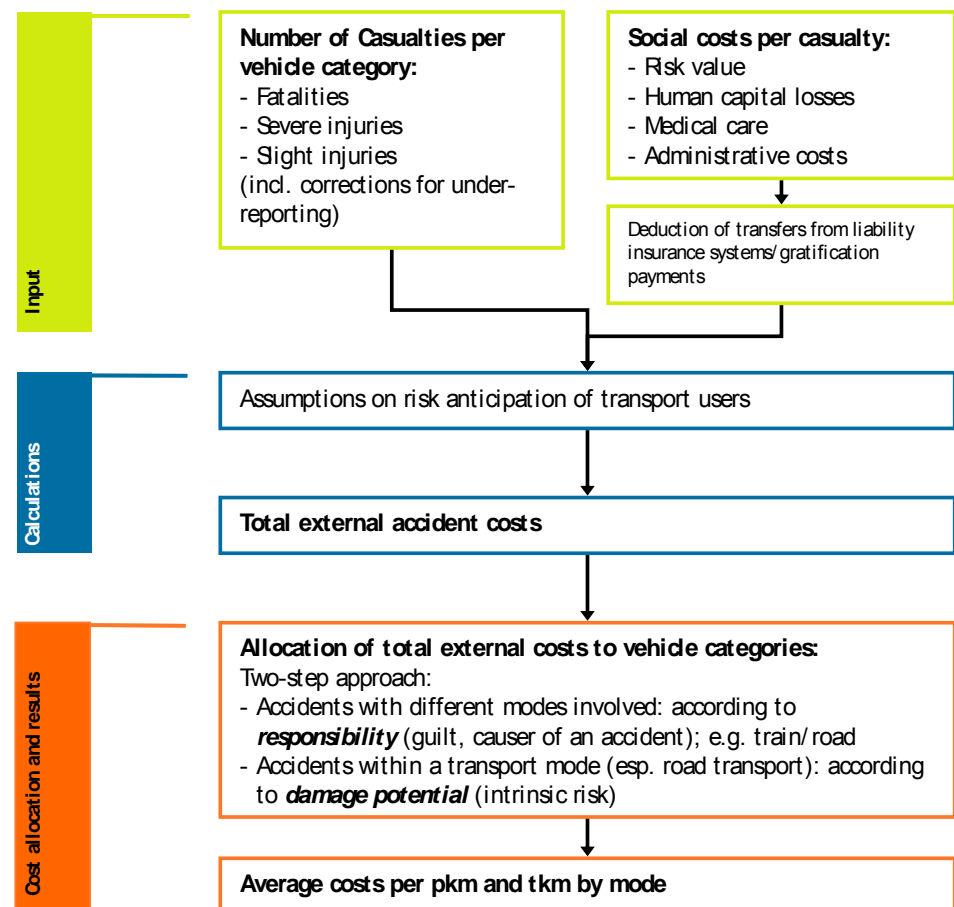 Input
Number of Casualties per
vehicle category:
- Fatalities
- Severe injuries
- Slight injuries
(incl. corrections for under-
reporting)
Social costs per casualty:
- Risk value
- Human capital losses
- Medical care
- Administrative costs
Deduction of transfers from liability
insurance systems/gratification
payments
Calculations
Assumptions on risk anticipation of transport users
Total external accident costs
Cost allocation and results
Allocation of total external costs to vehicle categories:
Two-step approach:
- Accidents with different modes involved: according to
responsibility (guilt, causer of an accident); e.g. train/road
- Accidents within a transport mode (esp. road transport): according
to damage potential (intrinsic risk)
Average costs per pkm and tkm by mode